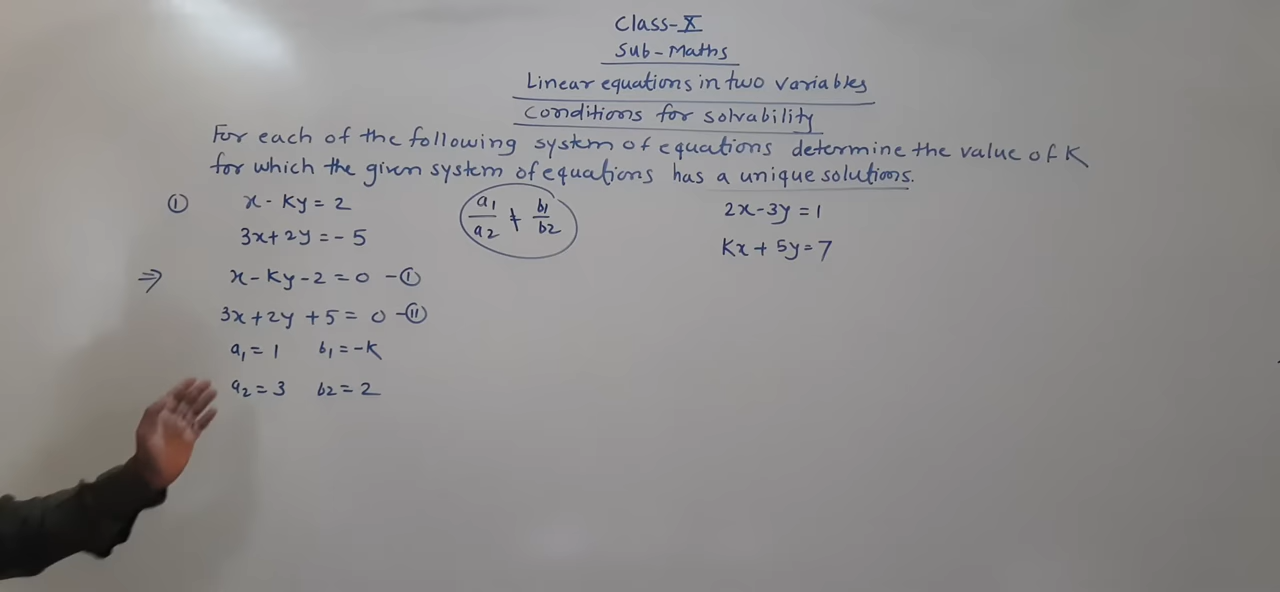 Class-X
Sub-Maths
Linear equations in two variables
Conditions for solvability
For each of the following system of equations determine the value of K
for which the given system of equations has a unique solutions.
① x - Ky = 2
3x + 2y = -5
a₁/a₂ ≠ b₁/b₂
2x - 3y = 1
Kx + 5y = 7
⇒ x - Ky - 2 = 0 -Ⓘ
3x + 2y + 5 = 0 -(II)
a₁ = 1 b₁ = -K
a₂ = 3 b2 = 2